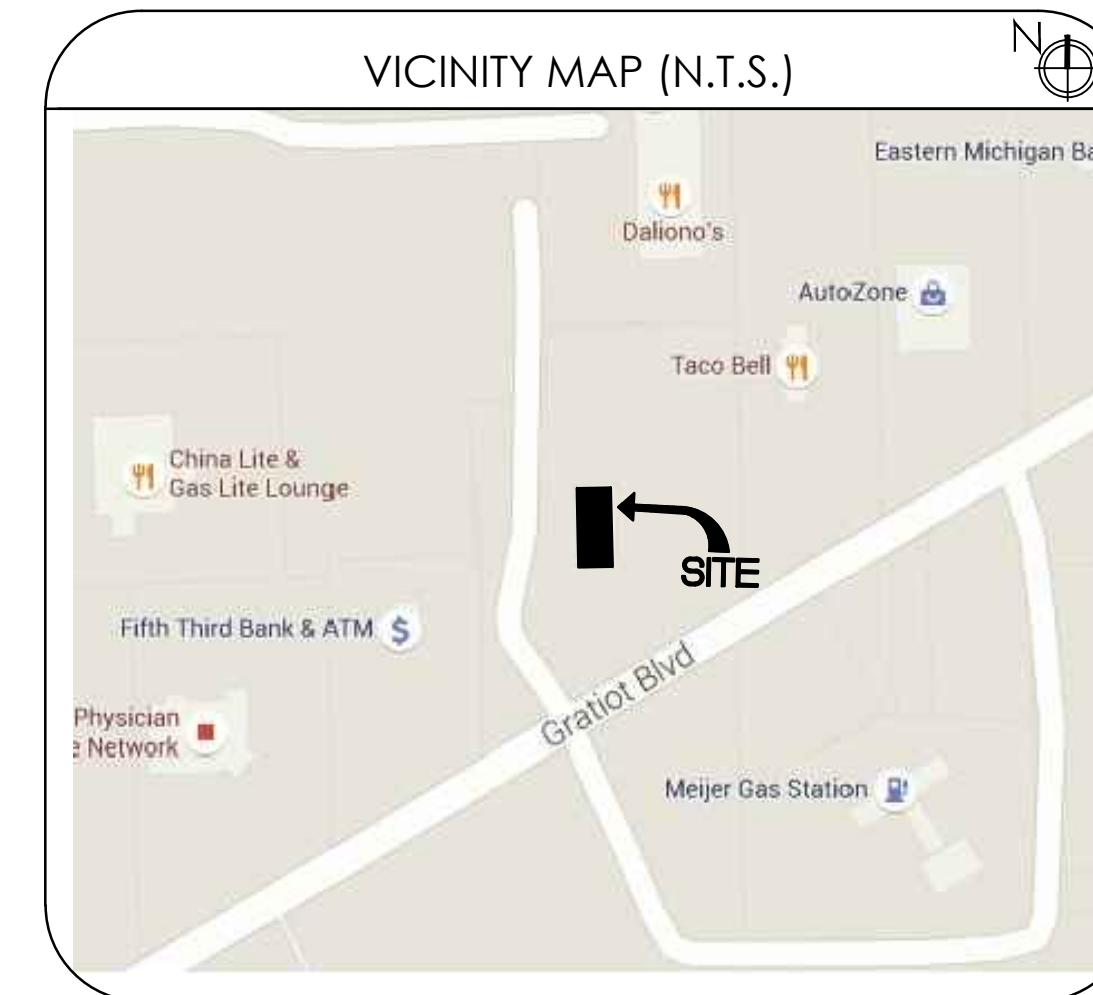 N
VICINITY MAP (N.T.S.)
Eastern Michigan Ba
Daliono's
AutoZone
Taco Bell
China Lite &
Gas Lite Lounge
SITE
Fifth Third Bank & ATM
$
Gratiot Blvd
Physician
e Network
Meijer Gas Station